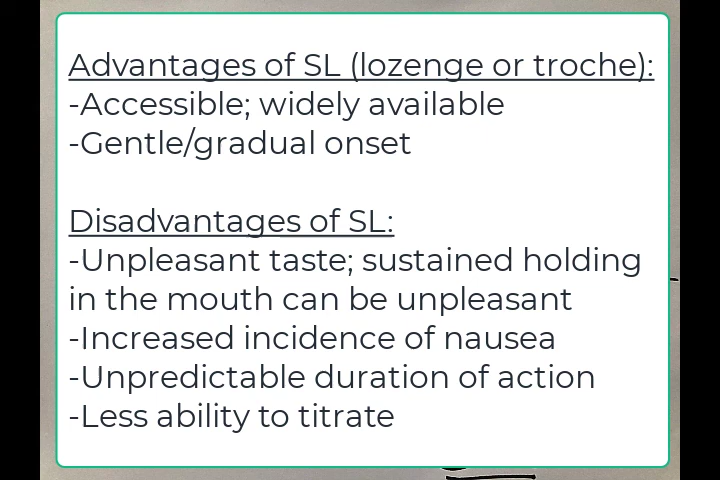 Advantages of SL (lozenge or troche):
-Accessible; widely available
-Gentle/gradual onset
Disadvantages of SL:
-Unpleasant taste; sustained holding
in the mouth can be unpleasant
-Increased incidence of nausea
-Unpredictable duration of action
-Less ability to titrate